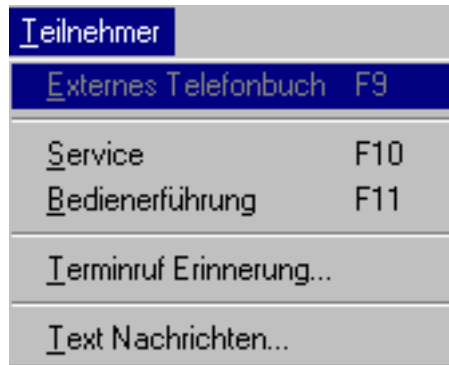 Teilnehmer
Externes Telefonbuch F9
Service F10
Bedienerführung F11
Terminruf Erinnerung...
Text Nachrichten...